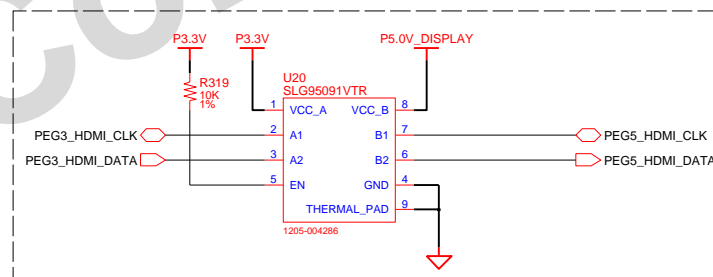 P3.3V P3.3V P5.0V_DISPLAY
U20
SLG95091VTR
R319
10K
1%
1 VCC_A VCC_B 8
PEG3_HDMI_CLK 2 A1 B1 7 PEG5_HDMI_CLK
PEG3_HDMI_DATA 3 A2 B2 6 PEG5_HDMI_DATA
5 EN GND 4
THERMAL_PAD 9
1205-004286